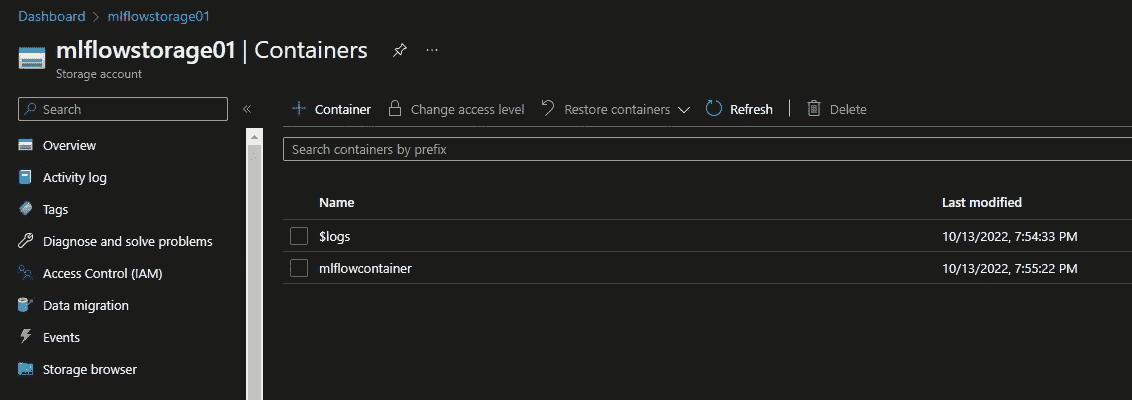 Dashboard > mlflowstorage01
mlflowstorage01 | Containers ...
Storage account
Search «
+ Container Change access level Restore containers Refresh | Delete
Search containers by prefix
Overview
Activity log
Tags
Diagnose and solve problems
Access Control (IAM)
Data migration
Events
Storage browser
Name Last modified
$logs 10/13/2022, 7:54:33 PM
mlflowcontainer 10/13/2022, 7:55:22 PM